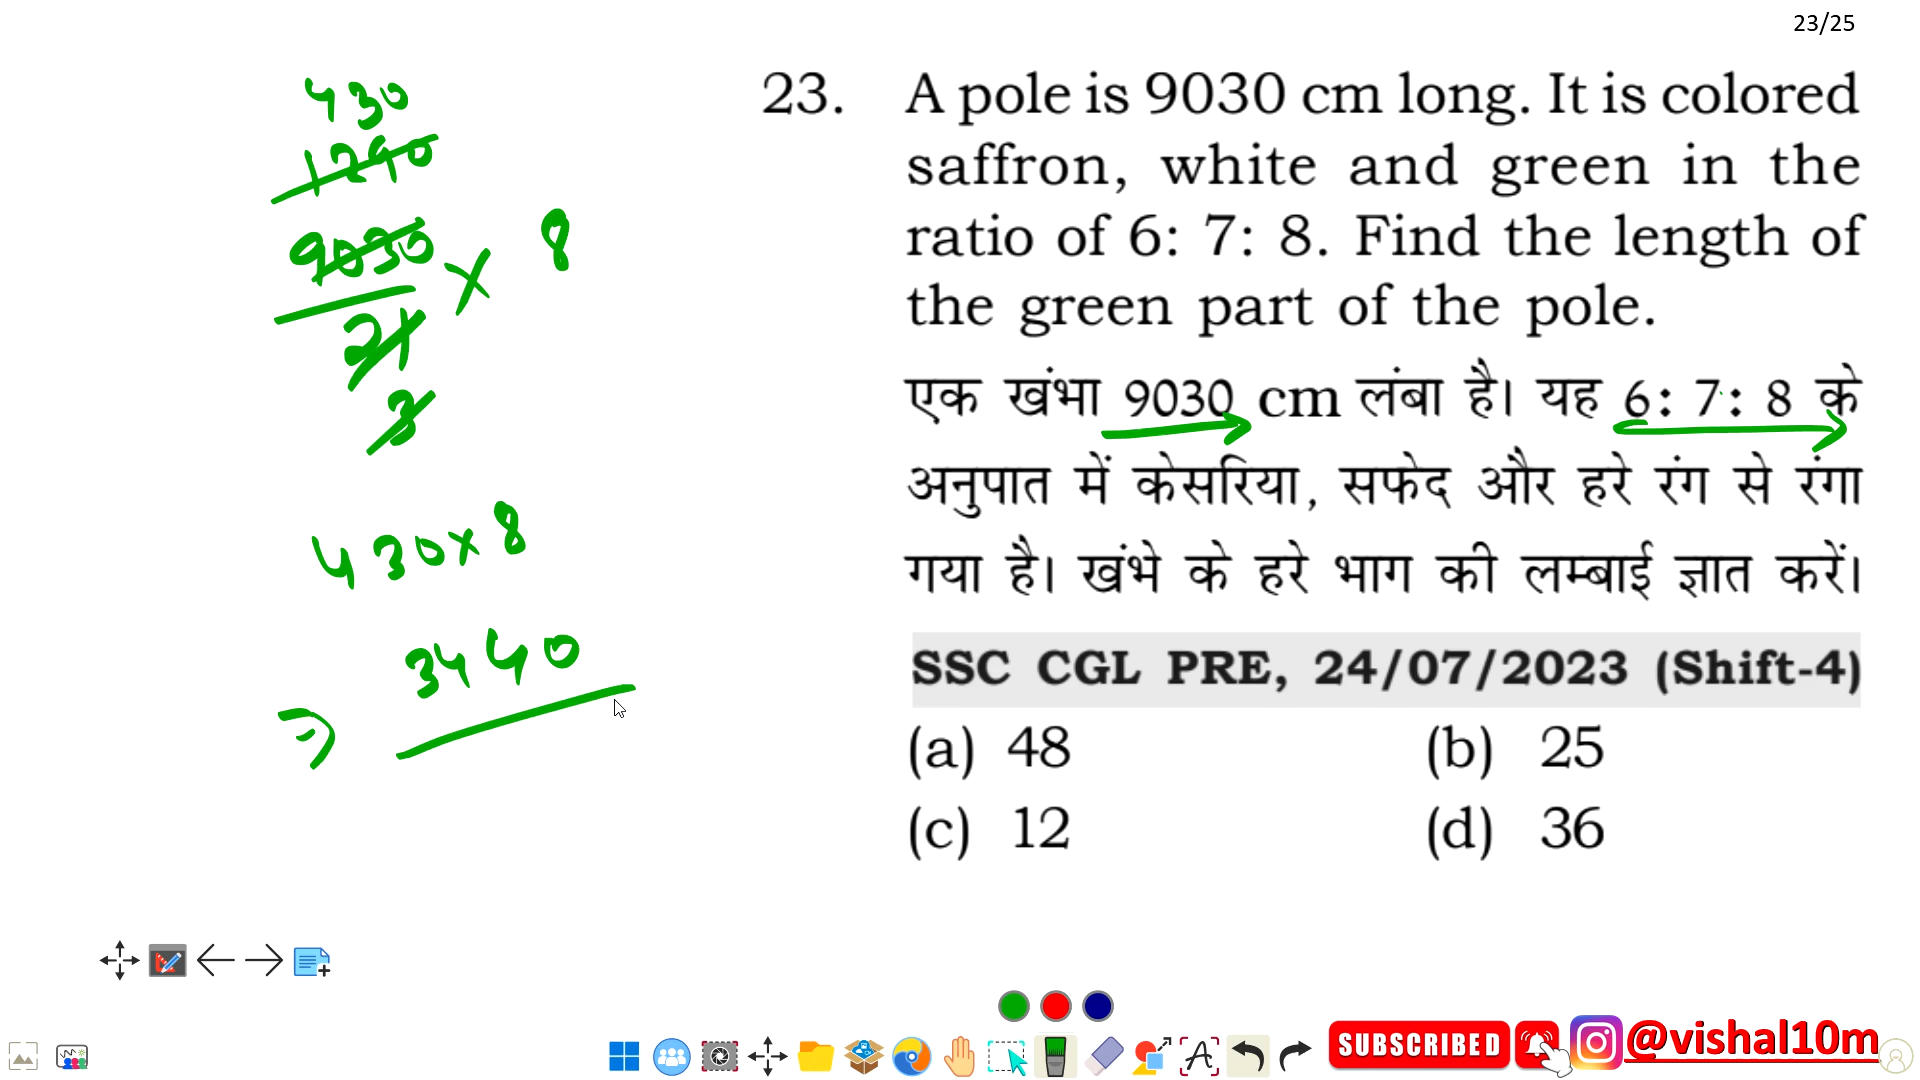 23/25
430
1290
9030 × 8
21
3
430×8
⇒ 3440
23. A pole is 9030 cm long. It is colored
saffron, white and green in the
ratio of 6: 7: 8. Find the length of
the green part of the pole.
एक खंभा 9030 cm लंबा है। यह 6: 7: 8 के
अनुपात में केसरिया, सफेद और हरे रंग से रंगा
गया है। खंभे के हरे भाग की लम्बाई ज्ञात करें।
SSC CGL PRE, 24/07/2023 (Shift-4)
(a) 48 (b) 25
(c) 12 (d) 36
SUBSCRIBED @vishal10m